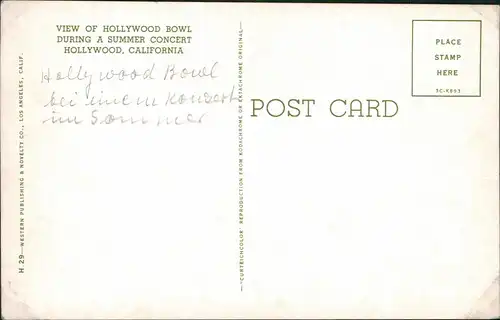 VIEW OF HOLLYWOOD BOWL
DURING A SUMMER CONCERT
HOLLYWOOD, CALIFORNIA
Hollywood Bowl
bei einem Konzert
im Sommer
POST CARD
PLACE
STAMP
HERE
3C-K893
H 29—WESTERN PUBLISHING & NOVELTY CO., LOS ANGELES, CALIF.
"CURTEICHCOLOR" REPRODUCTION FROM KODACHROME OR EKTACHROME ORIGINAL